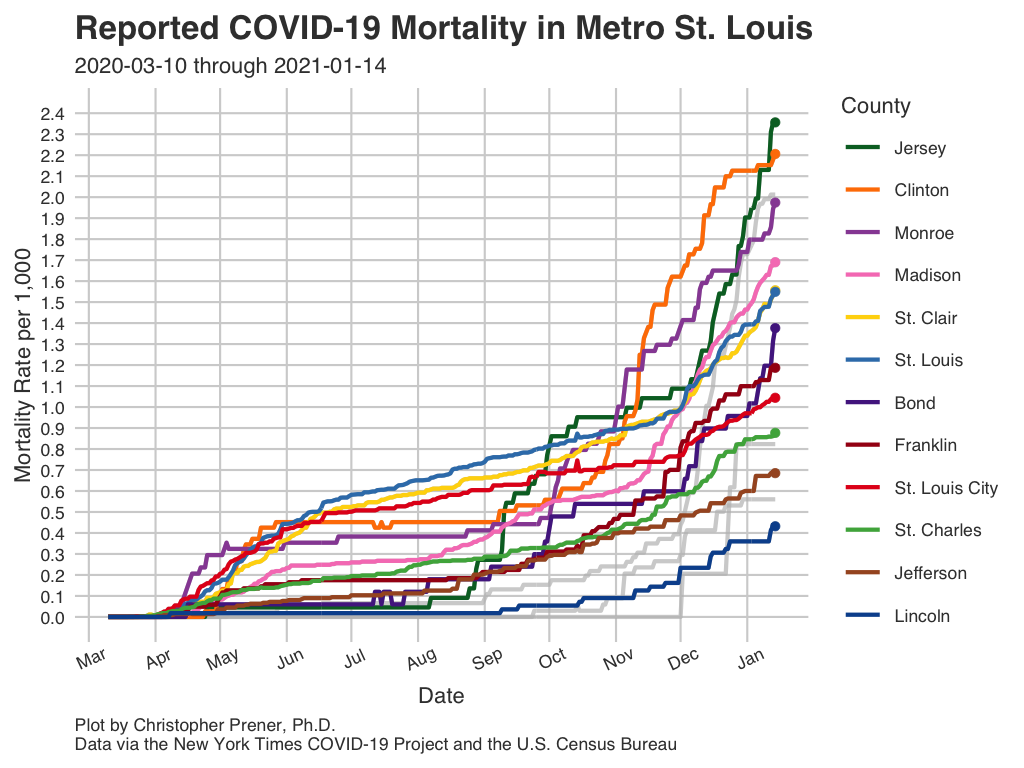 Reported COVID-19 Mortality in Metro St. Louis
2020-03-10 through 2021-01-14
Mortality Rate per 1,000
2.4
2.3
2.2
2.1
2.0
1.9
1.8
1.7
1.6
1.5
1.4
1.3
1.2
1.1
1.0
0.9
0.8
0.7
0.6
0.5
0.4
0.3
0.2
0.1
0.0
Mar Apr May Jun Jul Aug Sep Oct Nov Dec Jan
Date
County
Jersey
Clinton
Monroe
Madison
St. Clair
St. Louis
Bond
Franklin
St. Louis City
St. Charles
Jefferson
Lincoln
Plot by Christopher Prener, Ph.D.
Data via the New York Times COVID-19 Project and the U.S. Census Bureau